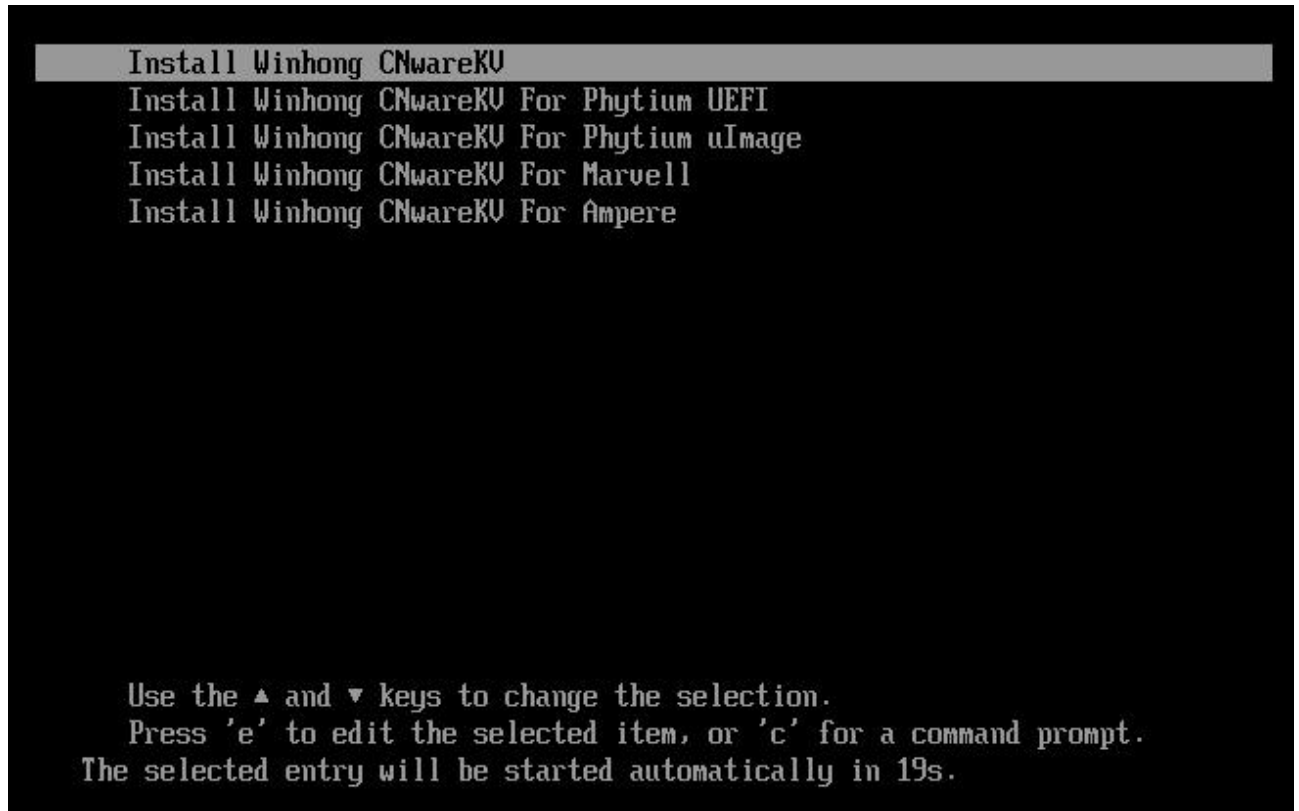 Install Winhong CNwareKV
Install Winhong CNwareKV For Phytium UEFI
Install Winhong CNwareKV For Phytium uImage
Install Winhong CNwareKV For Marvell
Install Winhong CNwareKV For Ampere
Use the ▲ and ▼ keys to change the selection.
Press 'e' to edit the selected item, or 'c' for a command prompt.
The selected entry will be started automatically in 19s.